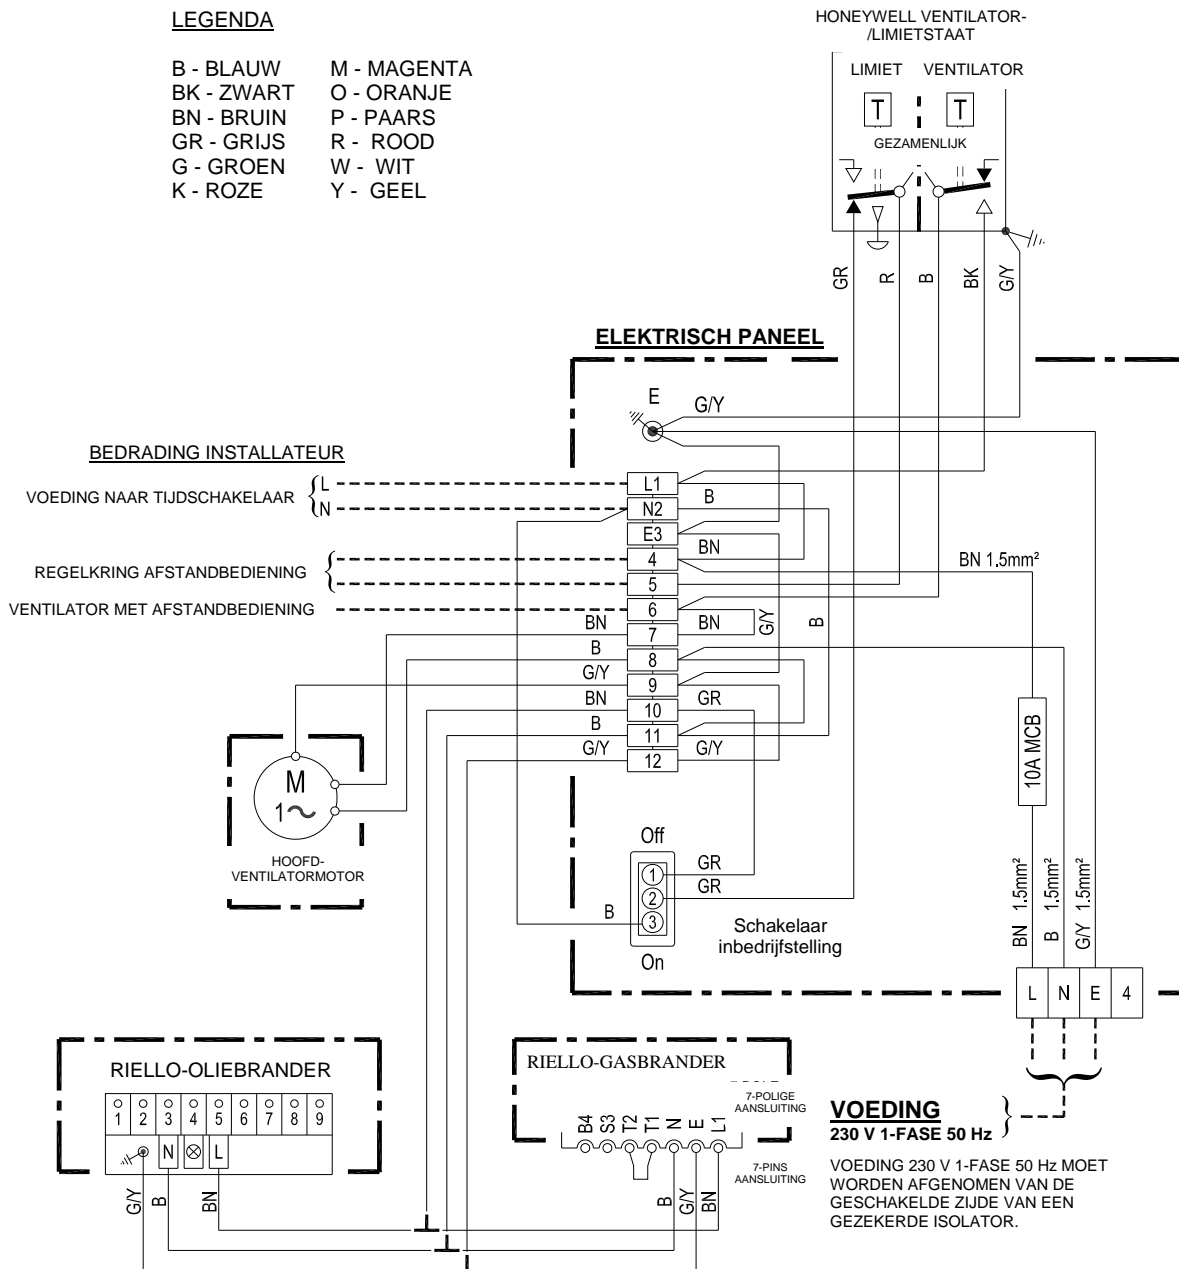 LEGENDA
B - BLAUW
M - MAGENTA
BK - ZWART
O - ORANJE
BN - BRUIN
P - PAARS
GR - GRIJS
R - ROOD
G - GROEN
W - WIT
K - ROZE
Y - GEEL
HONEYWELL VENTILATOR-
/LIMIETSTAAT
LIMIET
VENTILATOR
T
T
GEZAMENLIJK
GR
R
B
BK
G/Y
ELEKTRISCH PANEEL
E
G/Y
BEDRADING INSTALLATEUR
VOEDING NAAR TIJDSCHAKELAAR
L
N
REGELKRING AFSTANDBEDIENING
VENTILATOR MET AFSTANDBEDIENING
L1
N2
E3
4
5
6
7
8
9
10
11
12
B
BN
BN 1.5mm²
BN
G/Y
B
BN
B
G/Y
BN
B
G/Y
GR
G/Y
10A MCB
M
1
HOOFD-
VENTILATORMOTOR
Off
1
2
3
On
GR
GR
B
Schakelaar
inbedrijfstelling
BN 1.5mm²
B 1.5mm²
G/Y 1.5mm²
L
N
E
4
RIELLO-OLIEBRANDER
1 2 3 4 5 6 7 8 9
N
L
G/Y
B
BN
RIELLO-GASBRANDER
7-POLIGE
AANSLUITING
B4
S3
T2
T1
N
E
L1
7-PINS
AANSLUITING
B
G/Y
BN
VOEDING
230 V 1-FASE 50 Hz
VOEDING 230 V 1-FASE 50 Hz MOET
WORDEN AFGENOMEN VAN DE
GESCHAKELDE ZIJDE VAN EEN
GEZEKERDE ISOLATOR.